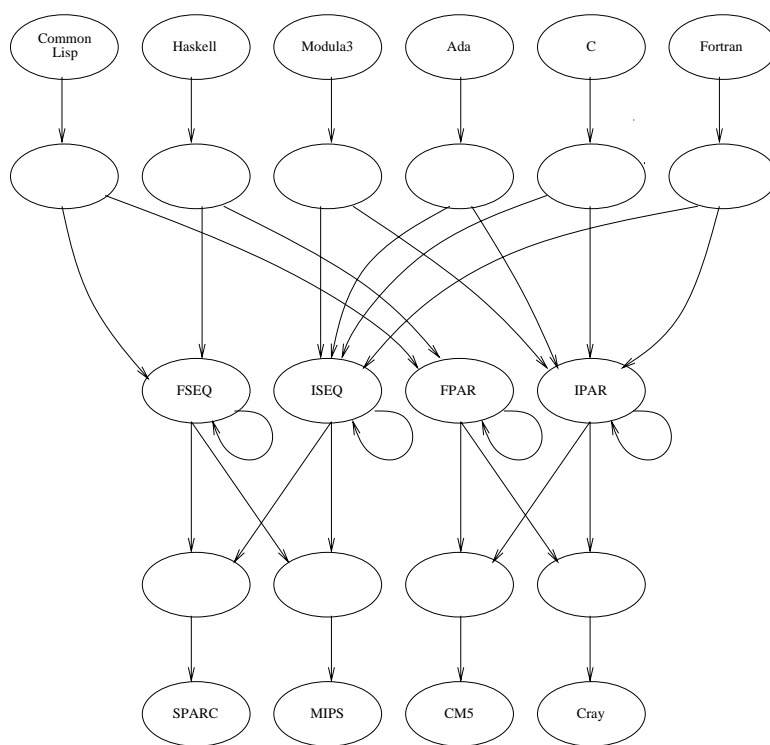 Common
Lisp
Haskell
Modula3
Ada
C
Fortran
FSEQ
ISEQ
FPAR
IPAR
SPARC
MIPS
CM5
Cray